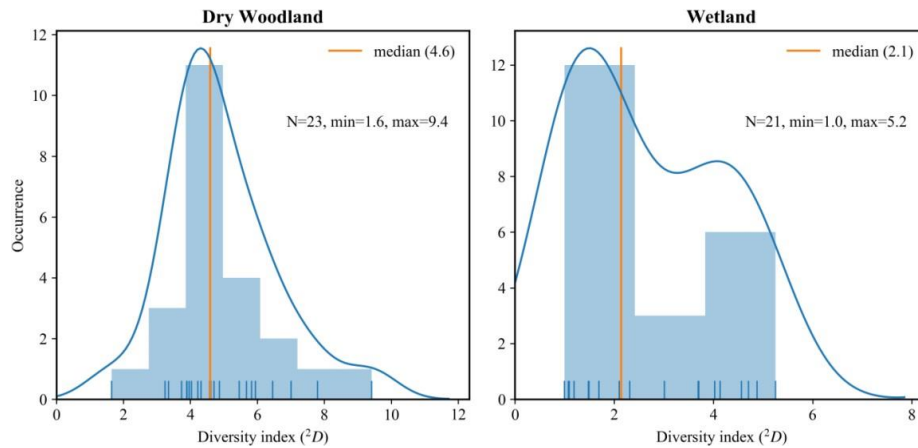 Dry Woodland
Wetland
median (4.6)
N=23, min=1.6, max=9.4
median (2.1)
N=21, min=1.0, max=5.2
Occurrence
12
10
8
6
4
2
0
12
10
8
6
4
2
0
0 2 4 6 8 10 12
0 2 4 6 8
Diversity index (²D)
Diversity index (²D)